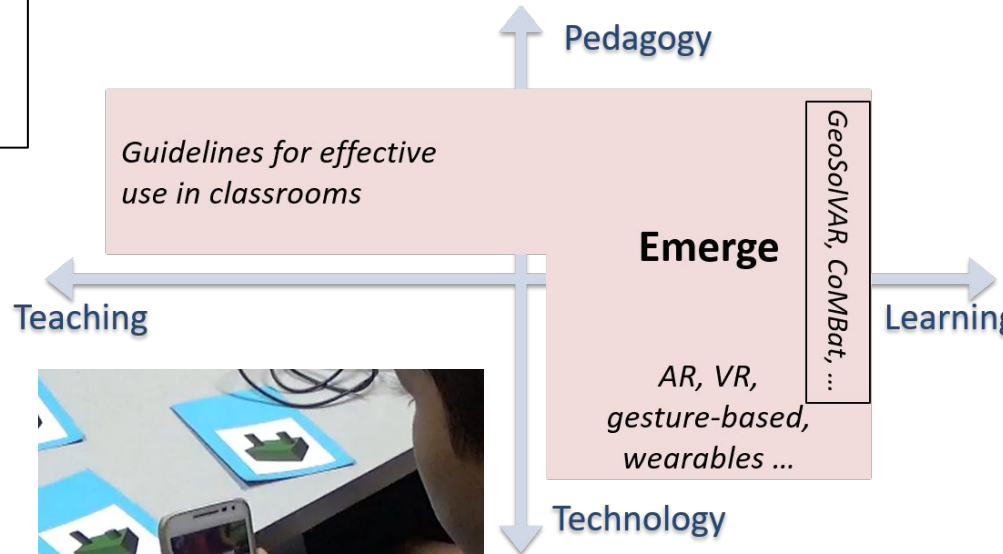 Pedagogy
Guidelines for effective
use in classrooms
GeoSolVAR, CoMBat, ...
Emerge
Teaching
Learning
AR, VR,
gesture-based,
wearables ...
Technology